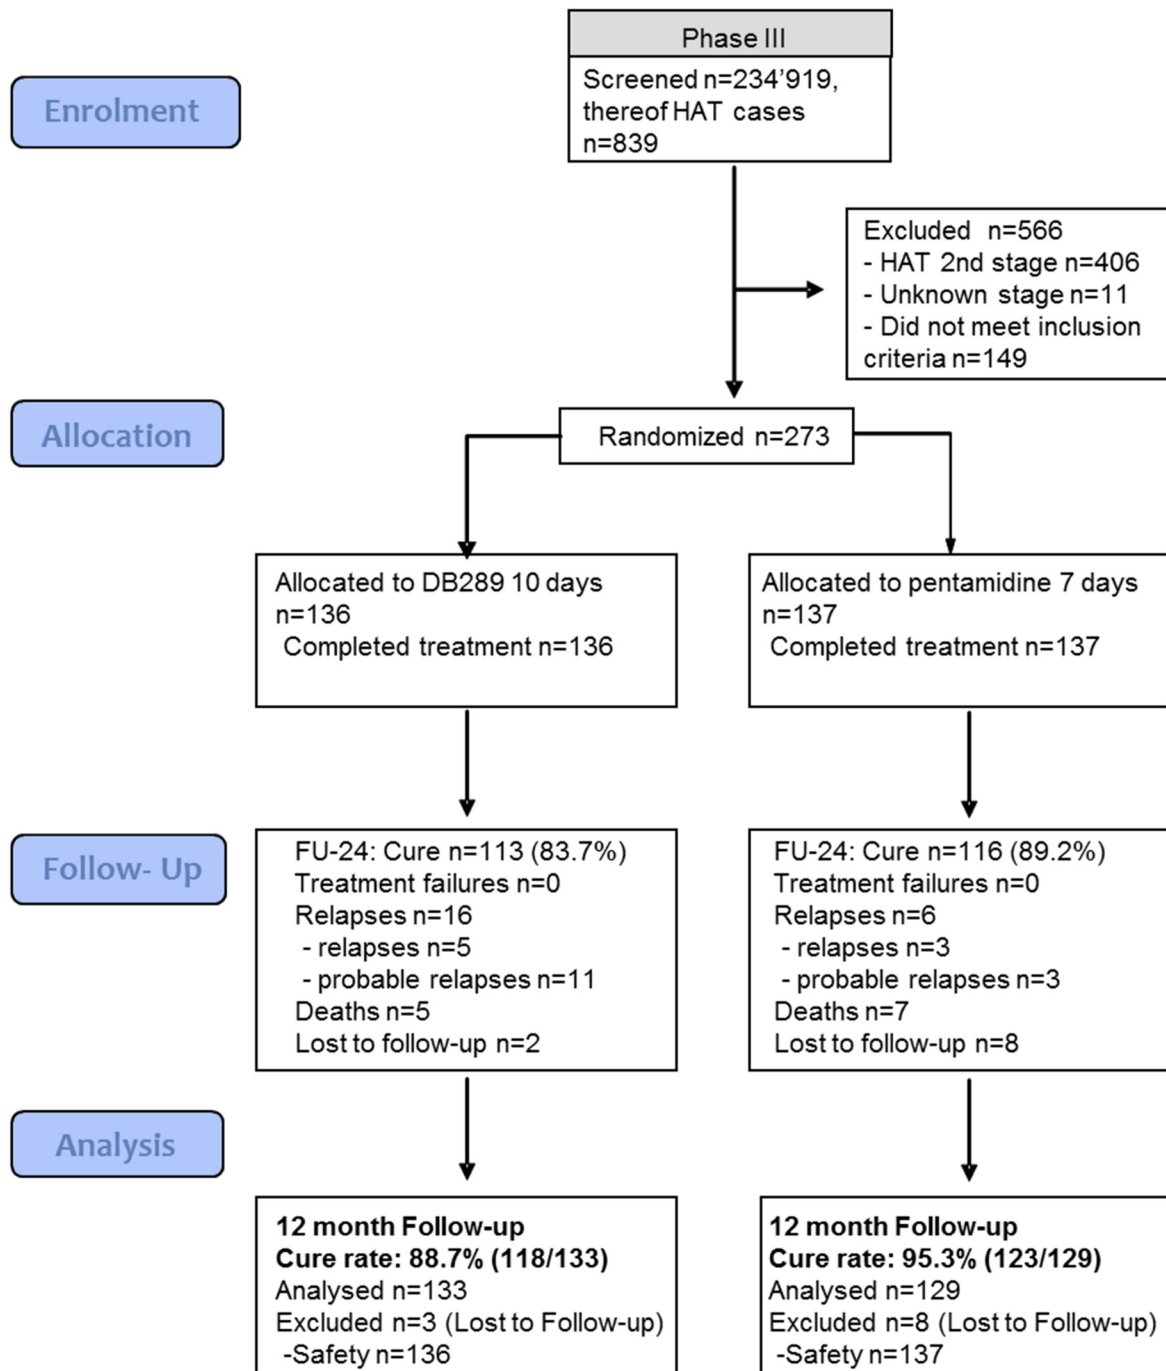 Phase III
Enrolment
Screened n=234’919,
thereof HAT cases
n=839
Excluded n=566
- HAT 2nd stage n=406
- Unknown stage n=11
- Did not meet inclusion
criteria n=149
Allocation
Randomized n=273
Allocated to DB289 10 days
n=136
Completed treatment n=136
Allocated to pentamidine 7 days
n=137
Completed treatment n=137
Follow- Up
FU-24: Cure n=113 (83.7%)
Treatment failures n=0
Relapses n=16
- relapses n=5
- probable relapses n=11
Deaths n=5
Lost to follow-up n=2
FU-24: Cure n=116 (89.2%)
Treatment failures n=0
Relapses n=6
- relapses n=3
- probable relapses n=3
Deaths n=7
Lost to follow-up n=8
Analysis
12 month Follow-up
Cure rate: 88.7% (118/133)
Analysed n=133
Excluded n=3 (Lost to Follow-up)
-Safety n=136
12 month Follow-up
Cure rate: 95.3% (123/129)
Analysed n=129
Excluded n=8 (Lost to Follow-up)
-Safety n=137